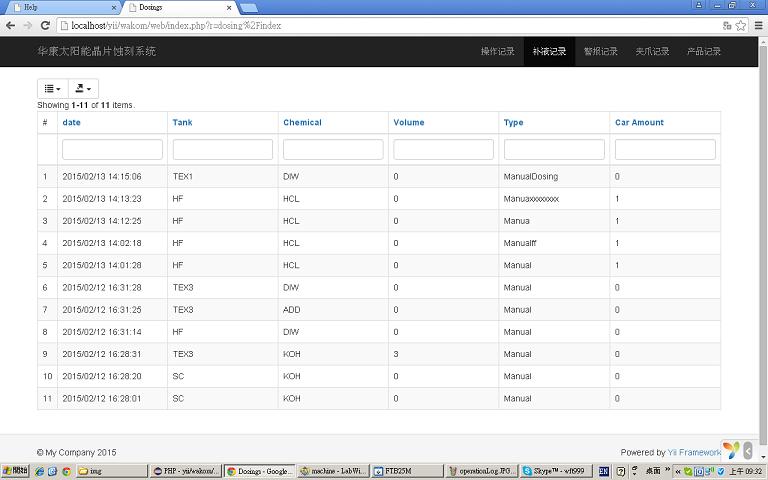 Help
Dosings
localhost/yii/wakom/web/index.php?r=dosing%2Findex
华康太阳能晶片蚀刻系统 操作记录 补液记录 警报记录 夹爪记录 产品记录
Showing 1-11 of 11 items.
# date Tank Chemical Volume Type Car Amount
1 2015/02/13 14:15:06 TEX1 DIW 0 ManualDosing 0
2 2015/02/13 14:13:23 HF HCL 0 Manuaxxxxxxx 1
3 2015/02/13 14:12:25 HF HCL 0 Manua 1
4 2015/02/13 14:02:18 HF HCL 0 Manualff 1
5 2015/02/13 14:01:28 HF HCL 0 Manual 1
6 2015/02/12 16:31:28 TEX3 DIW 0 Manual 0
7 2015/02/12 16:31:25 TEX3 ADD 0 Manual 0
8 2015/02/12 16:31:14 HF DIW 0 Manual 0
9 2015/02/12 16:28:31 TEX3 KOH 3 Manual 0
10 2015/02/12 16:28:20 SC KOH 0 Manual 0
11 2015/02/12 16:28:01 SC KOH 0 Manual 0
© My Company 2015 Powered by Yii Framework
開始 img PHP - yii/wakom/... Dosings - Google... machine - LabWi... FTB25M operationLog.JPG... Skype™ - wft999 EN 桌面 » « 上午 09:32